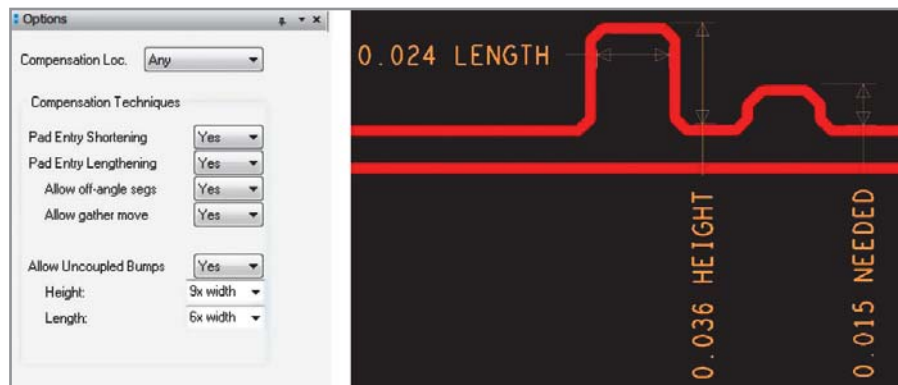 Options
Compensation Loc. Any
Compensation Techniques
Pad Entry Shortening Yes
Pad Entry Lengthening Yes
Allow off-angle segs Yes
Allow gather move Yes
Allow Uncoupled Bumps Yes
Height: 9x width
Length: 6x width
0.024 LENGTH
0.036 HEIGHT
0.015 NEEDED